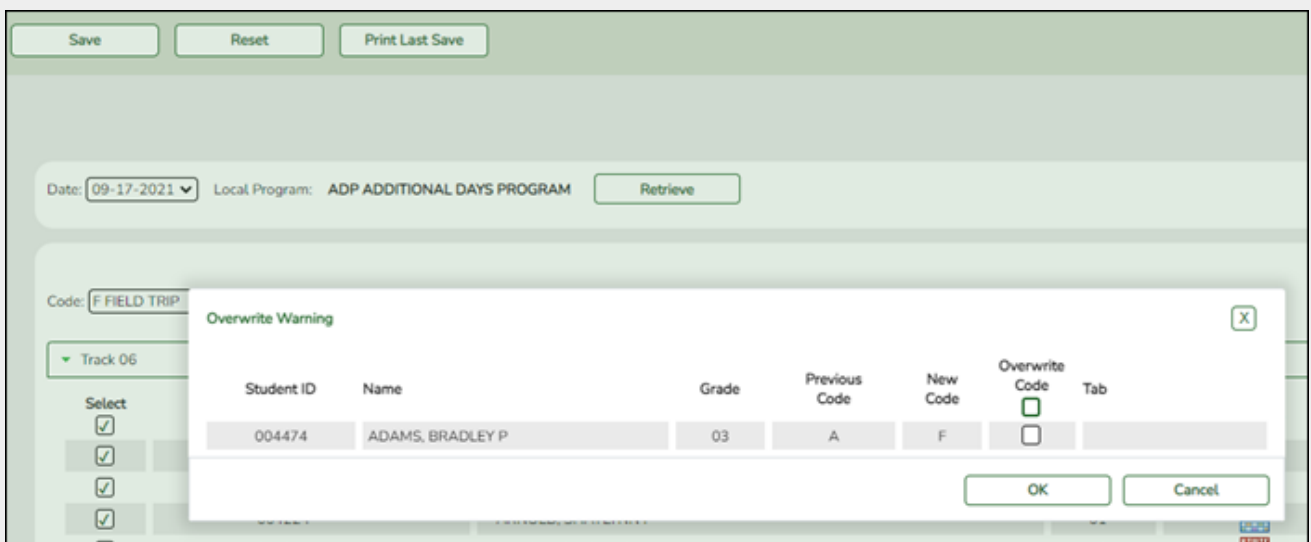 Save Reset Print Last Save
Date: 09-17-2021 Local Program: ADP ADDITIONAL DAYS PROGRAM Retrieve
Code: F FIELD TRIP
Overwrite Warning X
Track 06
Select
Student ID Name Grade Previous Code New Code Overwrite Code Tab
004474 ADAMS, BRADLEY P 03 A F
OK Cancel